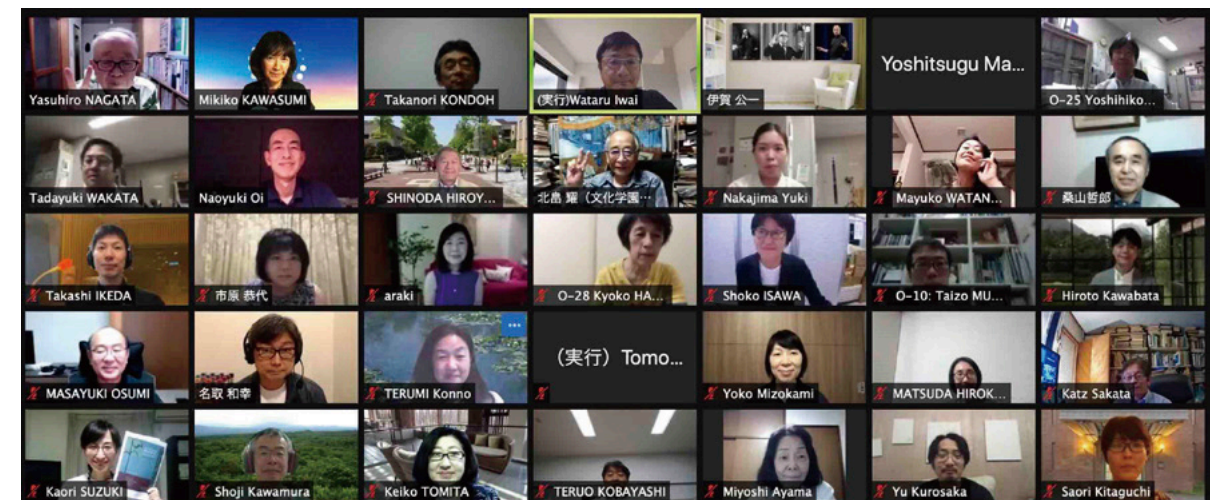 Yasuhiro NAGATA
Mikiko KAWASUMI
Takanori KONDOH
(実行)Wataru Iwai
伊賀 公一
Yoshitsugu Ma...
O-25 Yoshihiko...
Tadayuki WAKATA
Naoyuki Oi
SHINODA HIROY...
北畠 耀（文化学園…
Nakajima Yuki
Mayuko WATAN...
桑山哲郎
Takashi IKEDA
市原 恭代
araki
O-28 Kyoko HA...
Shoko ISAWA
O-10: Taizo MU...
Hiroto Kawabata
MASAYUKI OSUMI
名取 和幸
TERUMI Konno
（実行）Tomo...
Yoko Mizokami
MATSUDA HIROK...
Katz Sakata
Kaori SUZUKI
Shoji Kawamura
Keiko TOMITA
TERUO KOBAYASHI
Miyoshi Ayama
Yu Kurosaka
Saori Kitaguchi